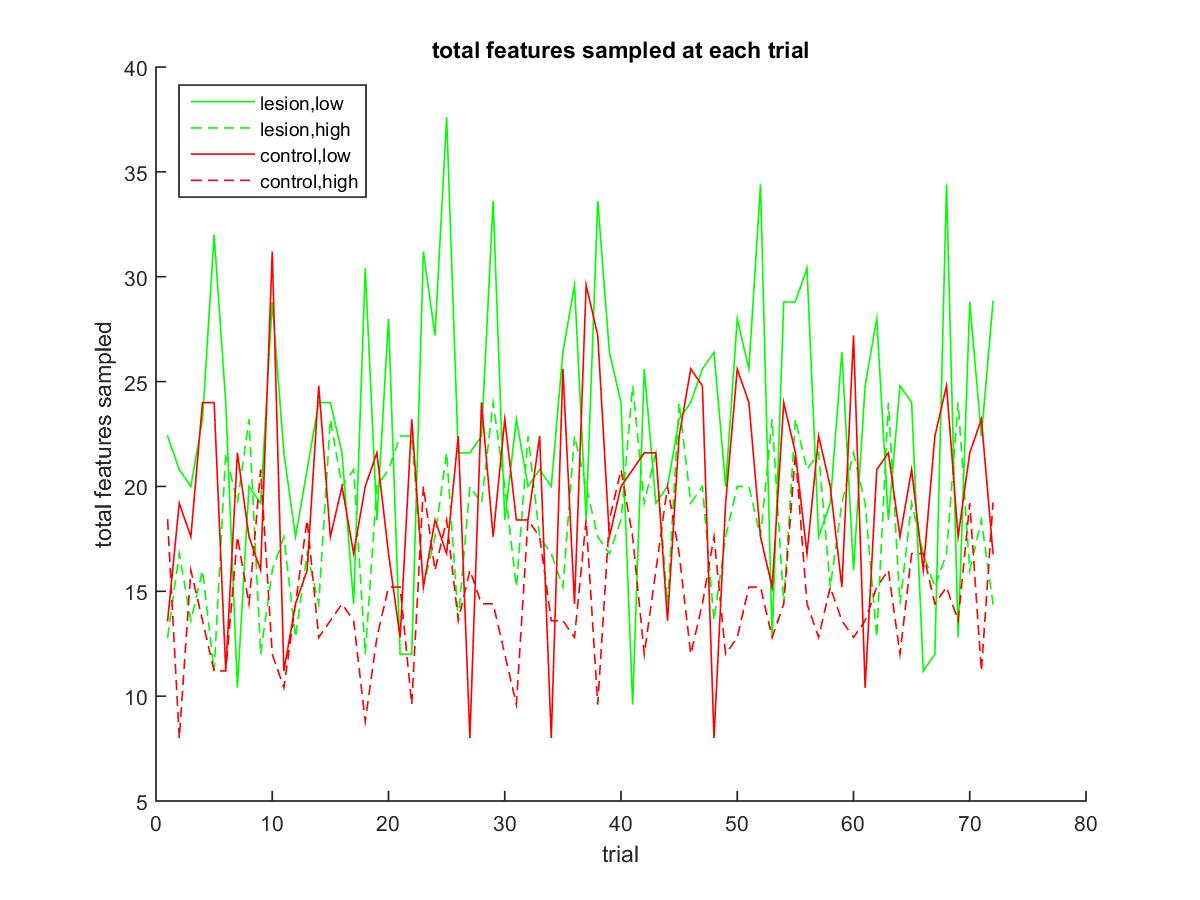 total features sampled at each trial
40
35
30
25
20
15
10
5
total features sampled
lesion,low
lesion,high
control,low
control,high
0 10 20 30 40 50 60 70 80
trial